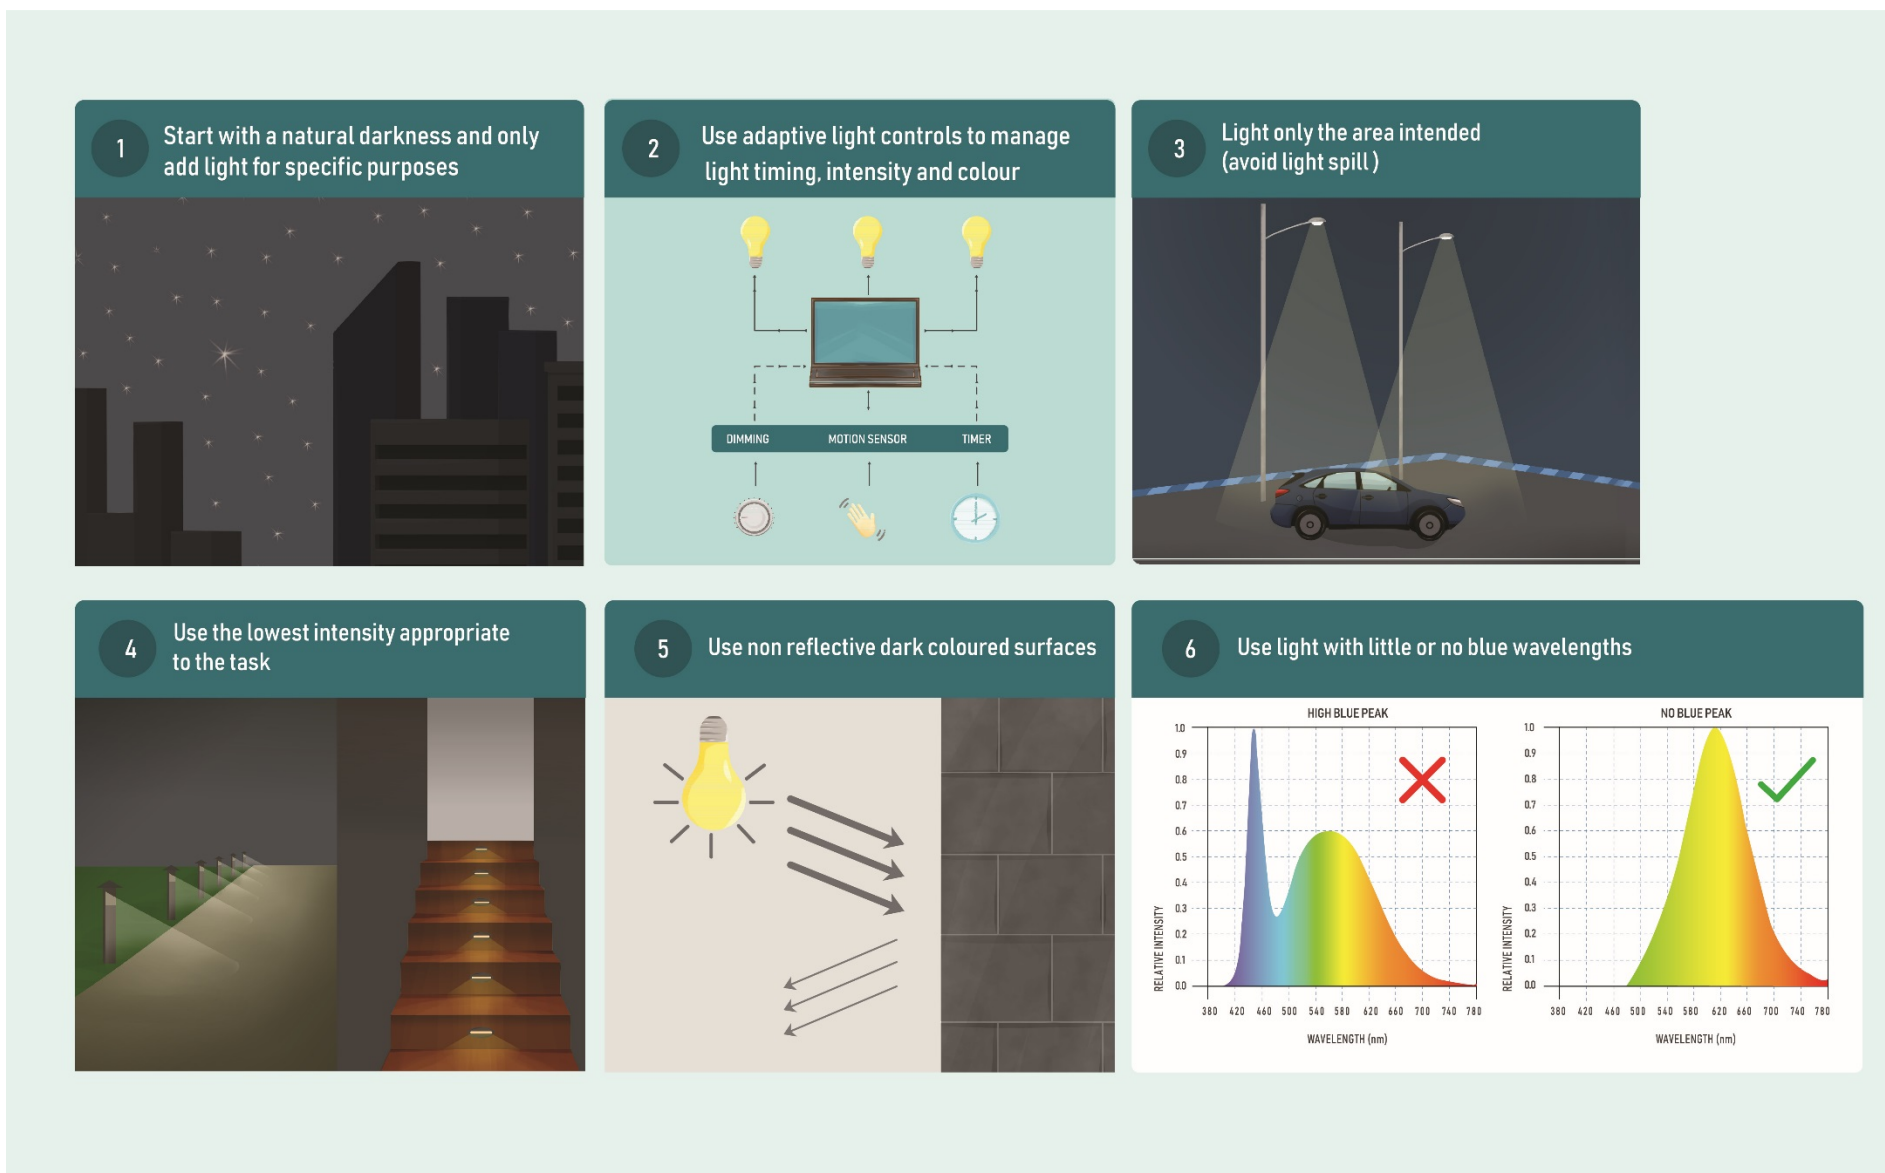 1
Start with a natural darkness and only
add light for specific purposes
2
Use adaptive light controls to manage
light timing, intensity and colour
DIMMING MOTION SENSOR TIMER
3
Light only the area intended
(avoid light spill )
4
Use the lowest intensity appropriate
to the task
5
Use non reflective dark coloured surfaces
6
Use light with little or no blue wavelengths
HIGH BLUE PEAK
1.0
0.9
0.8
0.7
0.6
0.5
0.4
0.3
0.2
0.1
0.0
RELATIVE INTENSITY
380 420 460 500 540 580 620 660 700 740 780
WAVELENGTH (nm)
NO BLUE PEAK
1.0
0.9
0.8
0.7
0.6
0.5
0.4
0.3
0.2
0.1
0.0
RELATIVE INTENSITY
380 420 460 500 540 580 620 660 700 740 780
WAVELENGTH (nm)